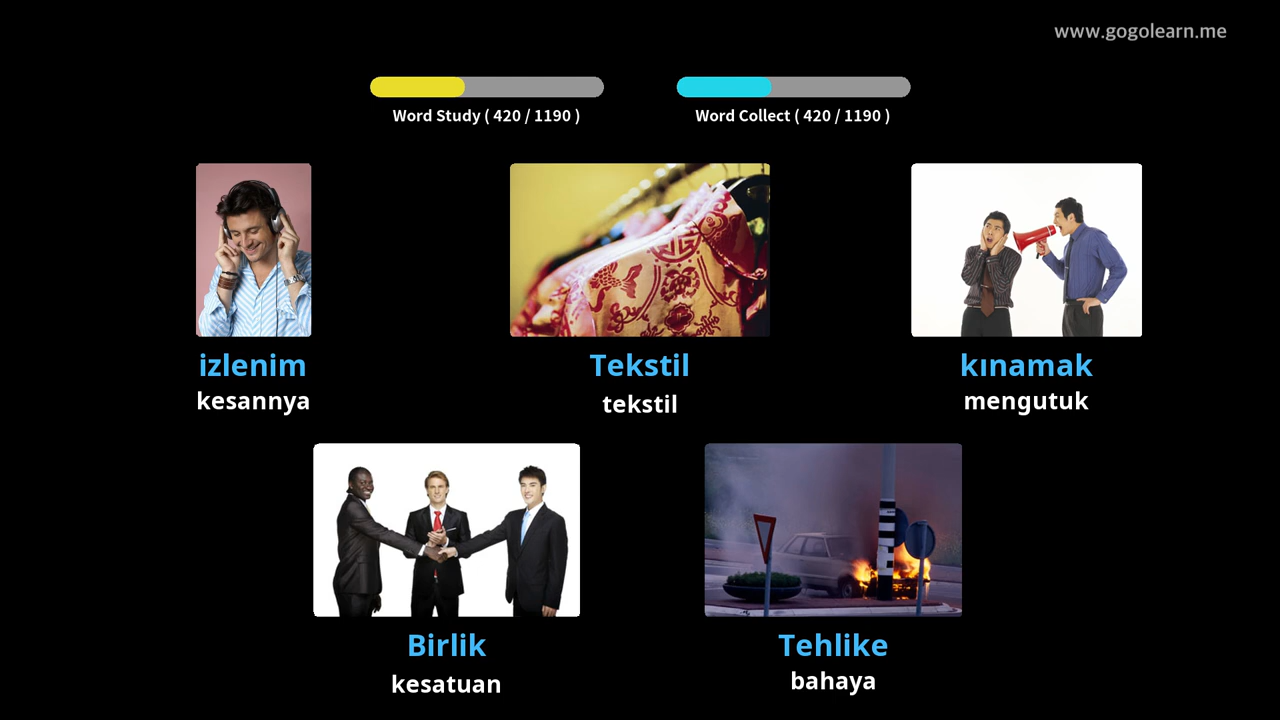 www.gogolearn.me
Word Study ( 420 / 1190 )
Word Collect ( 420 / 1190 )
izlenim
kesannya
Tekstil
tekstil
kınamak
mengutuk
Birlik
kesatuan
Tehlike
bahaya